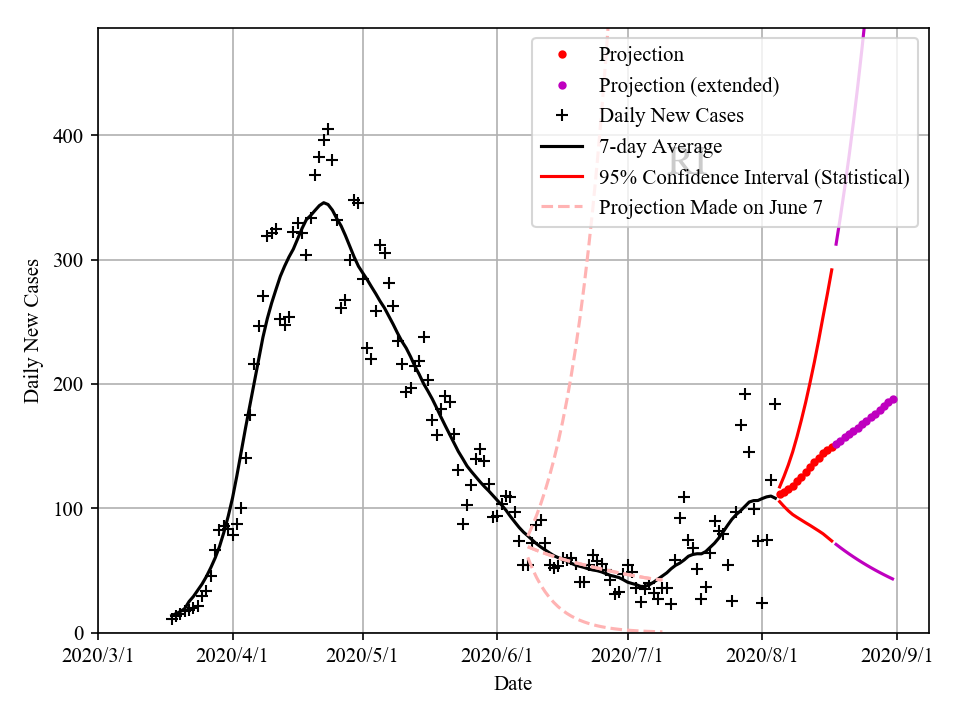 Projection
Projection (extended)
Daily New Cases
7-day Average
RI
95% Confidence Interval (Statistical)
Projection Made on June 7
Daily New Cases
400
300
200
100
0
2020/3/1 2020/4/1 2020/5/1 2020/6/1 2020/7/1 2020/8/1 2020/9/1
Date